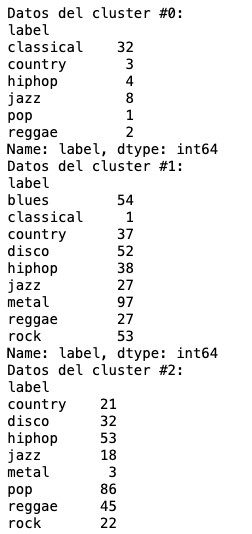 Datos del cluster #0:
label
classical 32
country 3
hiphop 4
jazz 8
pop 1
reggae 2
Name: label, dtype: int64
Datos del cluster #1:
label
blues 54
classical 1
country 37
disco 52
hiphop 38
jazz 27
metal 97
reggae 27
rock 53
Name: label, dtype: int64
Datos del cluster #2:
label
country 21
disco 32
hiphop 53
jazz 18
metal 3
pop 86
reggae 45
rock 22